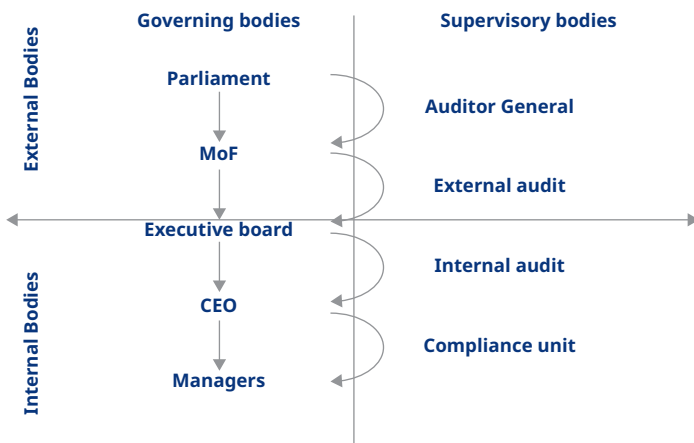 Governing bodies
Supervisory bodies
External Bodies
Parliament
Auditor General
MoF
External audit
Executive board
Internal audit
Internal Bodies
CEO
Compliance unit
Managers